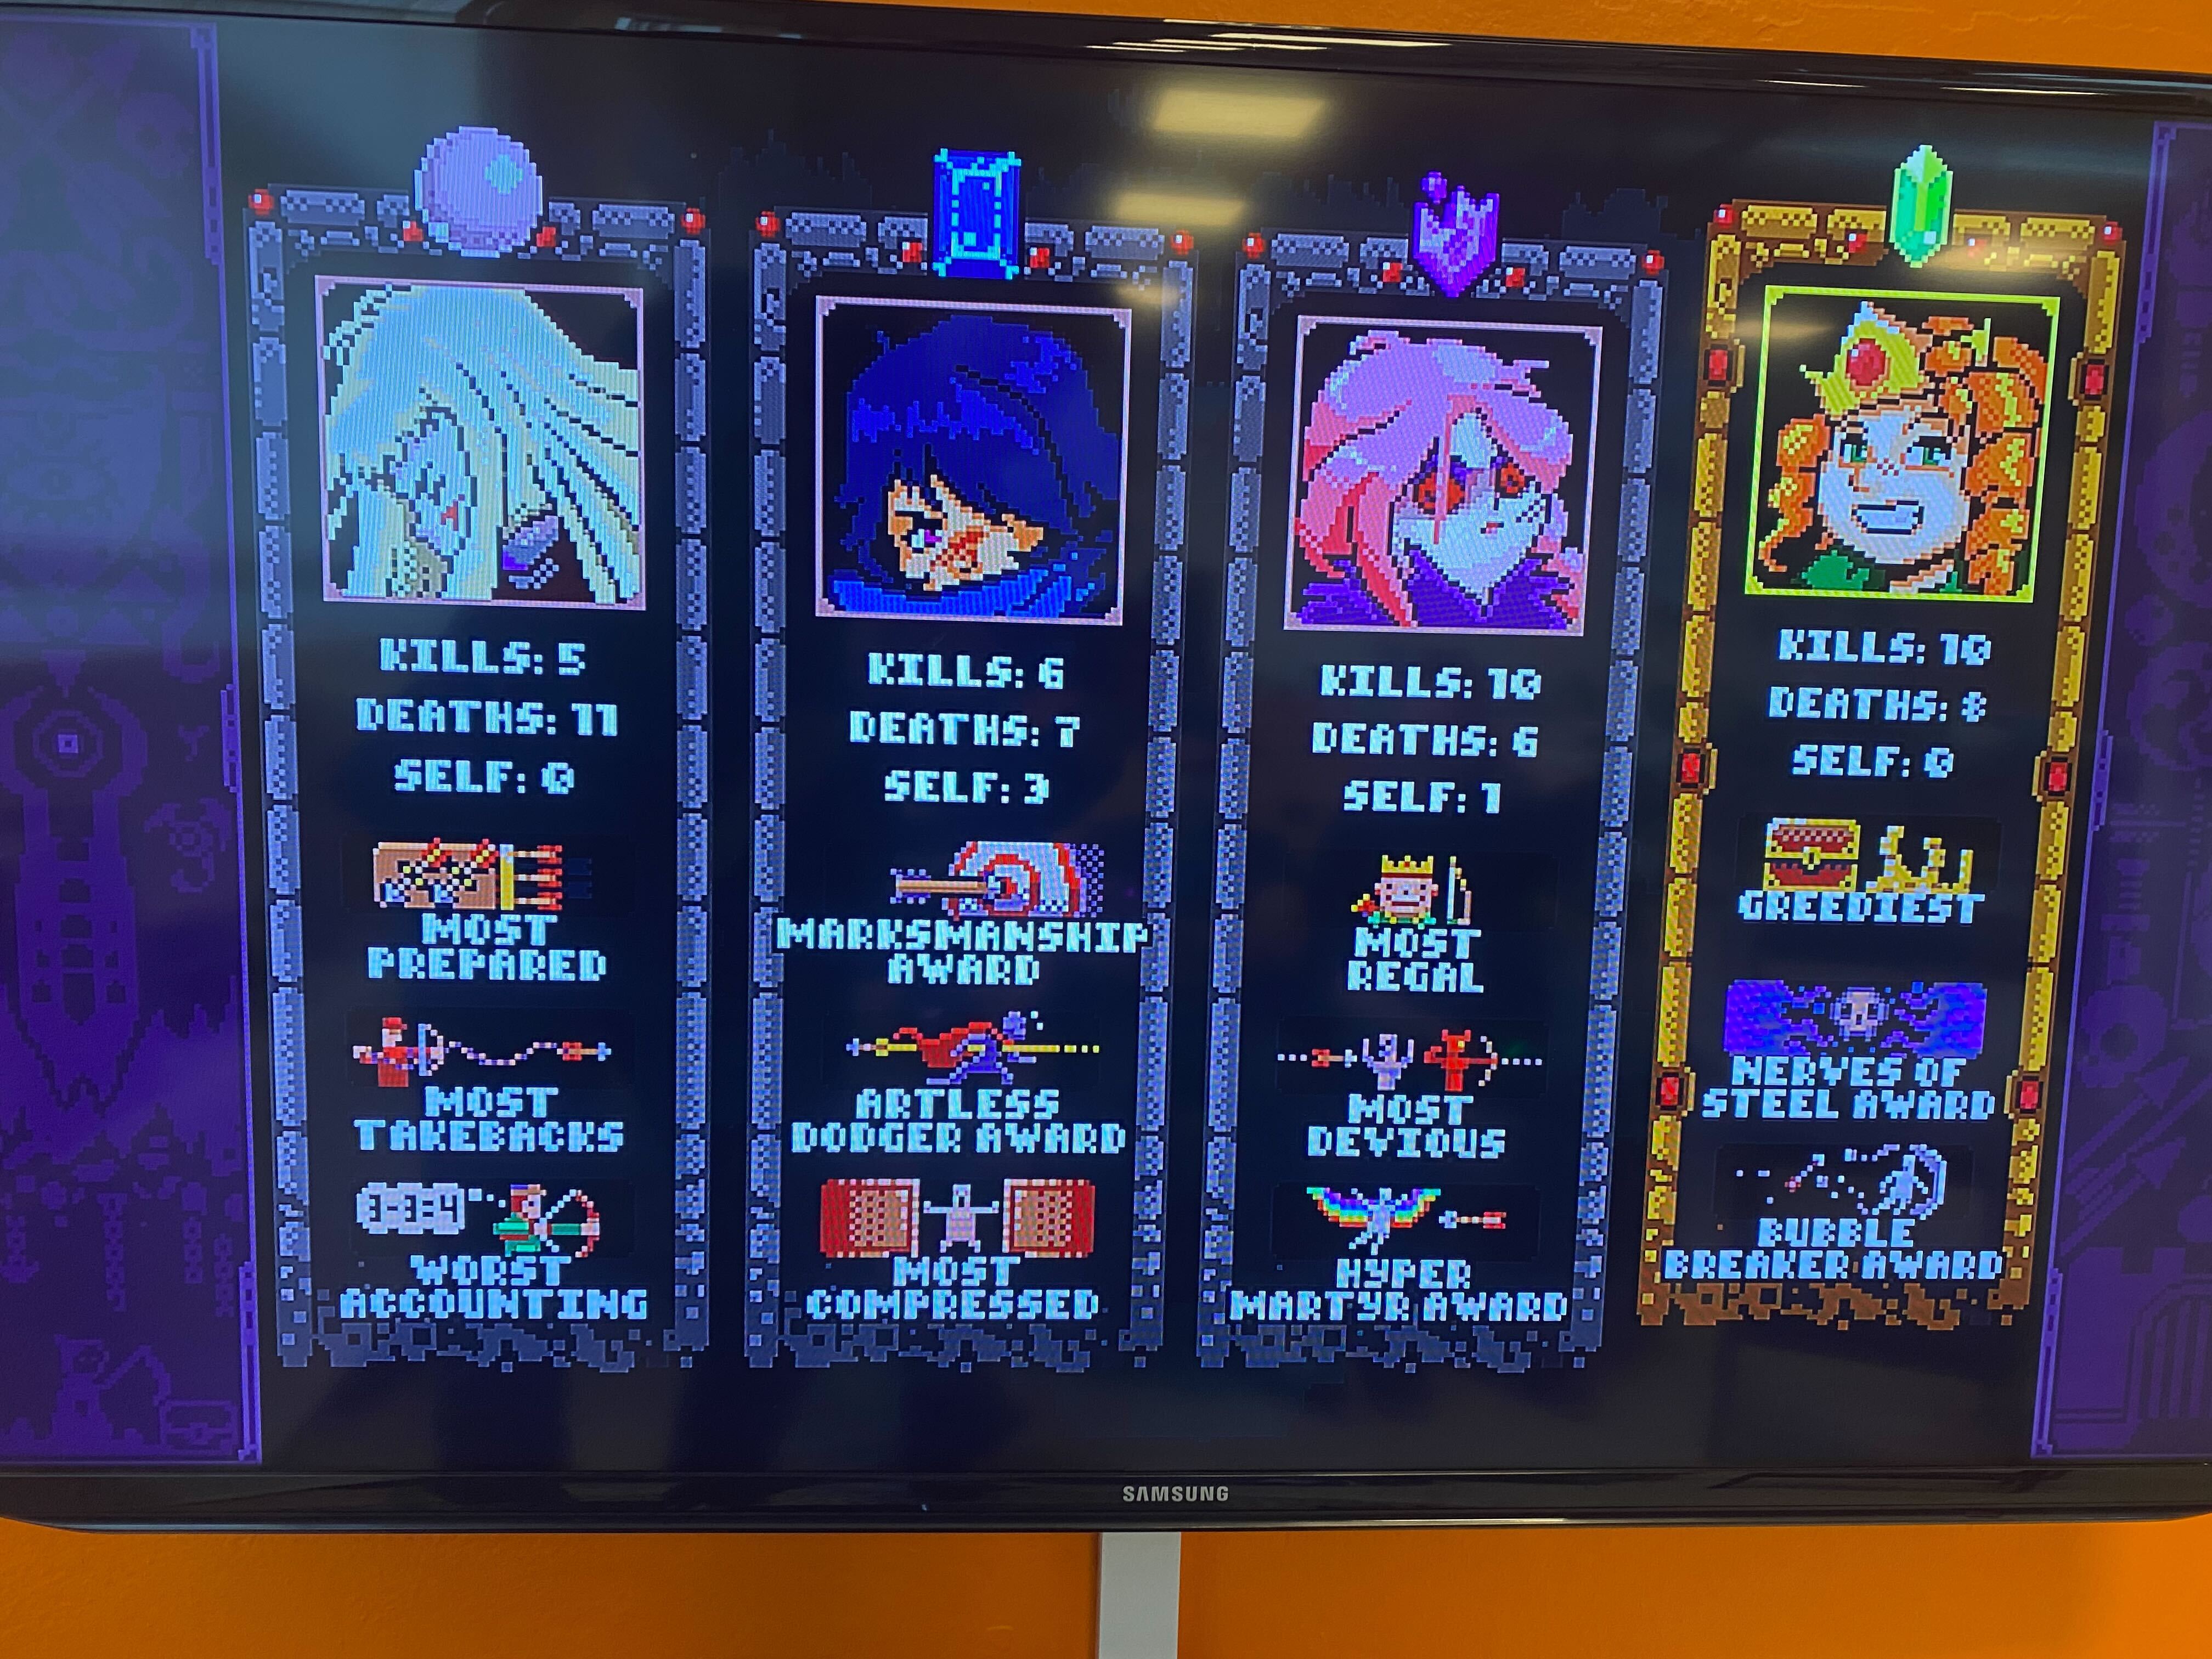 KILLS: 5
DEATHS: 11
SELF: 0
MOST
PREPARED
MOST
TAKEBACKS
WORST
ACCOUNTING
KILLS: 6
DEATHS: 7
SELF: 3
MARKSMANSHIP
AWARD
ARTLESS
DODGER AWARD
MOST
COMPRESSED
KILLS: 10
DEATHS: 6
SELF: 1
MOST
REGAL
MOST
DEVIOUS
HYPER
MARTYR AWARD
KILLS: 10
DEATHS: 8
SELF: 0
GREEDIEST
NERVES OF
STEEL AWARD
BUBBLE
BREAKER AWARD
SAMSUNG